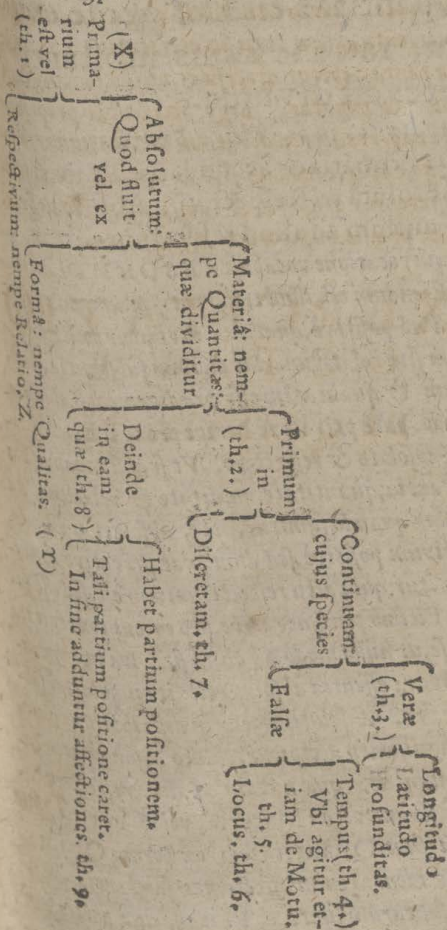 (X)
Prima-
rium
eſt vel
(th. 1)
Abſolutum:
Quod fluit
vel ex
Materiâ: nem-
pe Quantitas:
quæ dividitur
Primum
in
(th. 2.)
Continuam:
cujus ſpecies
Veræ
(th. 3.)
Longitudo
Latitudo
rofunditas.
Falſæ
Tempus (th 4.)
Vbi agitur et-
iam de Motu.
th. 5.
Locus, th. 6.
Diſcretam, th. 7.
Deinde
in eam
quæ (th. 8)
Habet partium poſitionem.
Tali partium poſitione caret.
In fine adduntur affectiones. th. 9.
Formâ: nempe Qualitas. (Y)
Reſpectivum: nempe Relatio, Z.